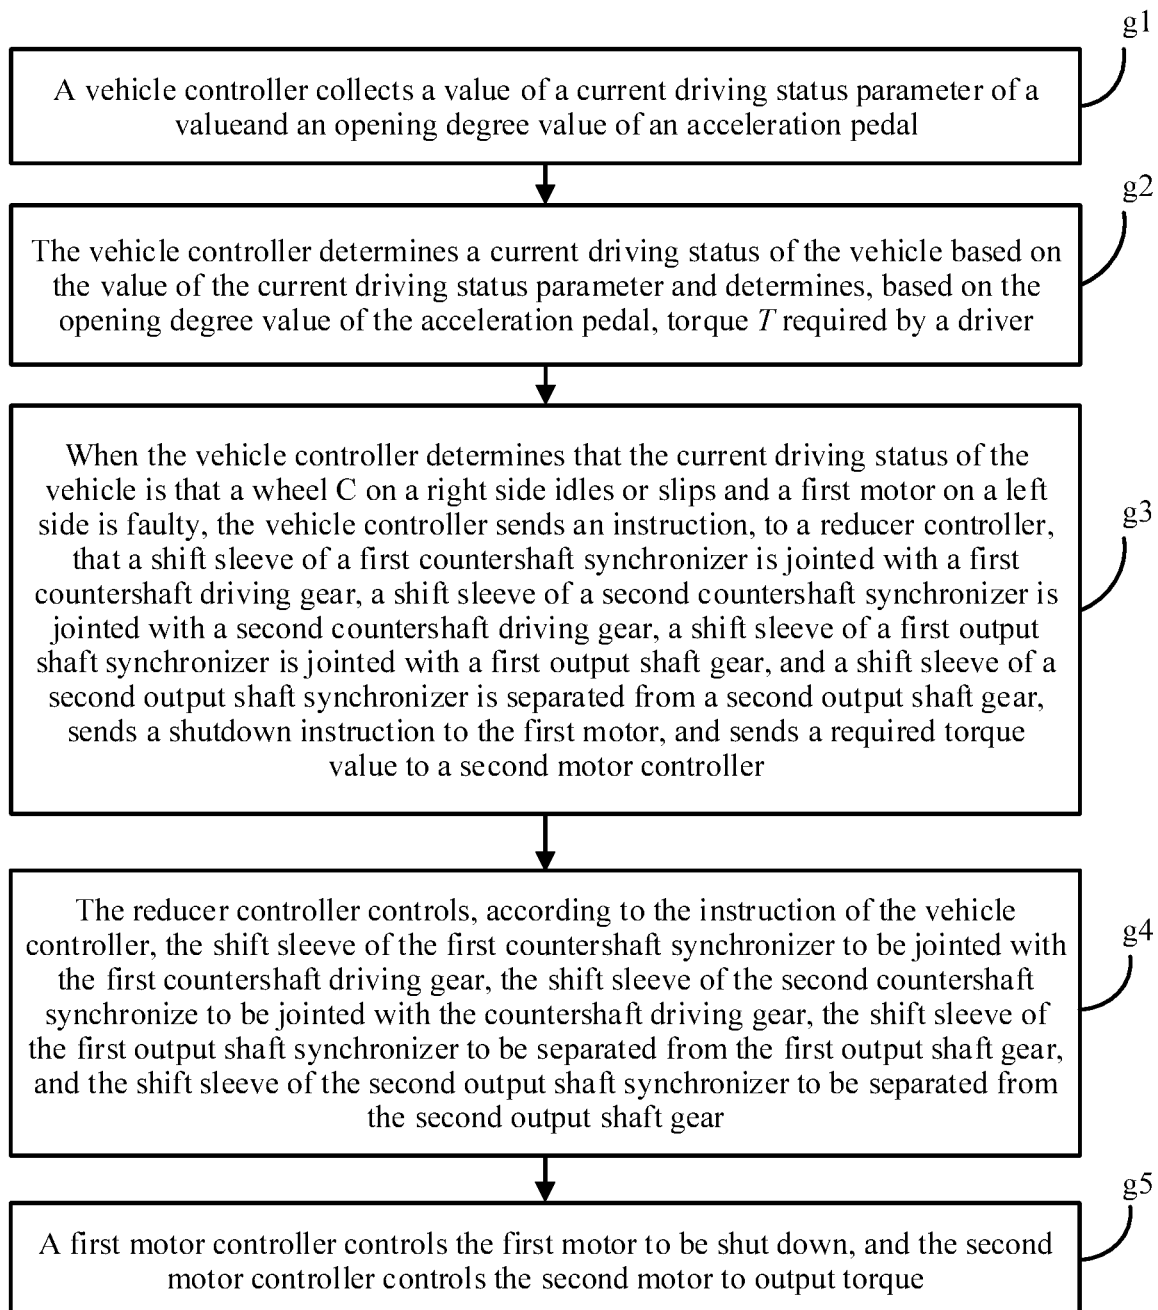 g1
A vehicle controller collects a value of a current driving status parameter of a
valueand an opening degree value of an acceleration pedal
g2
The vehicle controller determines a current driving status of the vehicle based on
the value of the current driving status parameter and determines, based on the
opening degree value of the acceleration pedal, torque T required by a driver
g3
When the vehicle controller determines that the current driving status of the
vehicle is that a wheel C on a right side idles or slips and a first motor on a left
side is faulty, the vehicle controller sends an instruction, to a reducer controller,
that a shift sleeve of a first countershaft synchronizer is jointed with a first
countershaft driving gear, a shift sleeve of a second countershaft synchronizer is
jointed with a second countershaft driving gear, a shift sleeve of a first output
shaft synchronizer is jointed with a first output shaft gear, and a shift sleeve of a
second output shaft synchronizer is separated from a second output shaft gear,
sends a shutdown instruction to the first motor, and sends a required torque
value to a second motor controller
g4
The reducer controller controls, according to the instruction of the vehicle
controller, the shift sleeve of the first countershaft synchronizer to be jointed with
the first countershaft driving gear, the shift sleeve of the second countershaft
synchronize to be jointed with the countershaft driving gear, the shift sleeve of
the first output shaft synchronizer to be separated from the first output shaft gear,
and the shift sleeve of the second output shaft synchronizer to be separated from
the second output shaft gear
g5
A first motor controller controls the first motor to be shut down, and the second
motor controller controls the second motor to output torque